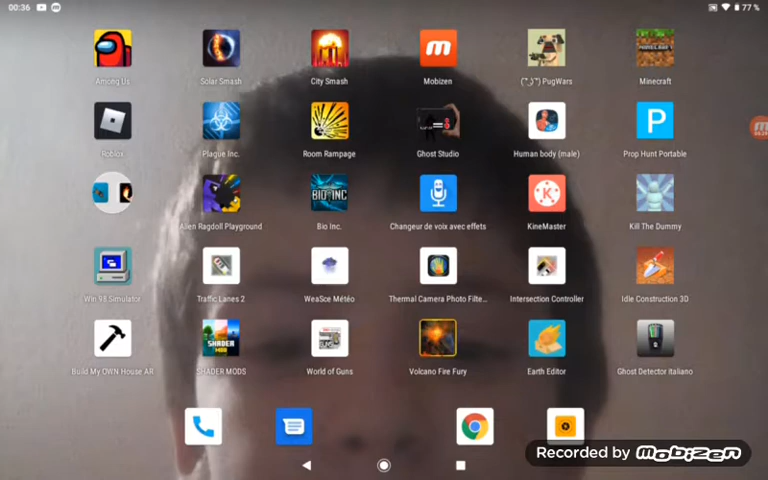 00:36
77 %
Among Us
Solar Smash
City Smash
Mobizen
( ͡° ͜ʖ ͡°) PugWars
Minecraft
Roblox
Plague Inc.
Room Rampage
Ghost Studio
Human body (male)
Prop Hunt Portable
Alien Ragdoll Playground
BIO INC
Bio Inc.
Changeur de voix avec effets
KineMaster
Kill The Dummy
Win 98 Simulator
Traffic Lanes 2
WeaSce Météo
Thermal Camera Photo Filte...
Intersection Controller
Idle Construction 3D
SHADER
MOD
Build My OWN House AR
SHADER MODS
World of Guns
Volcano Fire Fury
Earth Editor
Ghost Detector Italiano
Recorded by mobizen